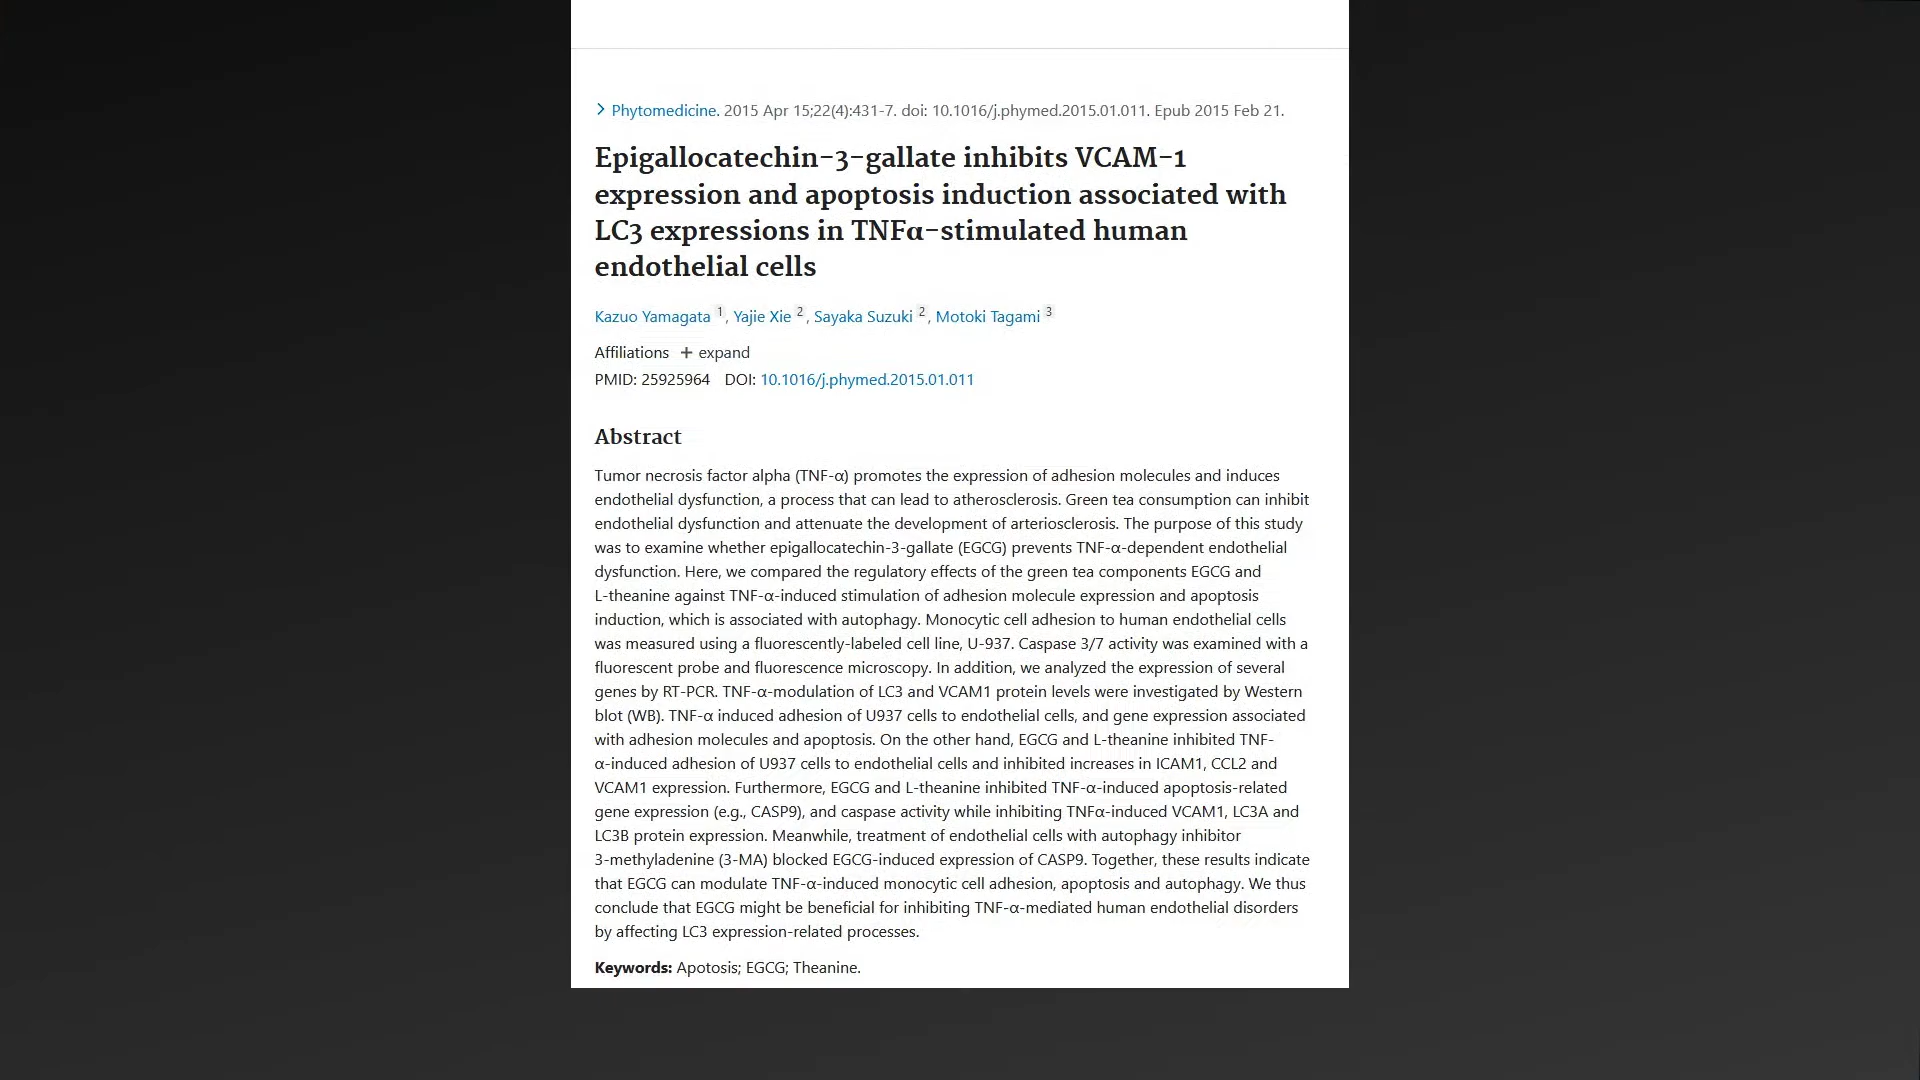 Phytomedicine. 2015 Apr 15;22(4):431-7. doi: 10.1016/j.phymed.2015.01.011. Epub 2015 Feb 21.
Epigallocatechin-3-gallate inhibits VCAM-1
expression and apoptosis induction associated with
LC3 expressions in TNFα-stimulated human
endothelial cells
Kazuo Yamagata 1, Yajie Xie 2, Sayaka Suzuki 2, Motoki Tagami 3
Affiliations + expand
PMID: 25925964 DOI: 10.1016/j.phymed.2015.01.011
Abstract
Tumor necrosis factor alpha (TNF-α) promotes the expression of adhesion molecules and induces
endothelial dysfunction, a process that can lead to atherosclerosis. Green tea consumption can inhibit
endothelial dysfunction and attenuate the development of arteriosclerosis. The purpose of this study
was to examine whether epigallocatechin-3-gallate (EGCG) prevents TNF-α-dependent endothelial
dysfunction. Here, we compared the regulatory effects of the green tea components EGCG and
L-theanine against TNF-α-induced stimulation of adhesion molecule expression and apoptosis
induction, which is associated with autophagy. Monocytic cell adhesion to human endothelial cells
was measured using a fluorescently-labeled cell line, U-937. Caspase 3/7 activity was examined with a
fluorescent probe and fluorescence microscopy. In addition, we analyzed the expression of several
genes by RT-PCR. TNF-α-modulation of LC3 and VCAM1 protein levels were investigated by Western
blot (WB). TNF-α induced adhesion of U937 cells to endothelial cells, and gene expression associated
with adhesion molecules and apoptosis. On the other hand, EGCG and L-theanine inhibited TNF-
α-induced adhesion of U937 cells to endothelial cells and inhibited increases in ICAM1, CCL2 and
VCAM1 expression. Furthermore, EGCG and L-theanine inhibited TNF-α-induced apoptosis-related
gene expression (e.g., CASP9), and caspase activity while inhibiting TNFα-induced VCAM1, LC3A and
LC3B protein expression. Meanwhile, treatment of endothelial cells with autophagy inhibitor
3-methyladenine (3-MA) blocked EGCG-induced expression of CASP9. Together, these results indicate
that EGCG can modulate TNF-α-induced monocytic cell adhesion, apoptosis and autophagy. We thus
conclude that EGCG might be beneficial for inhibiting TNF-α-mediated human endothelial disorders
by affecting LC3 expression-related processes.
Keywords: Apotosis; EGCG; Theanine.